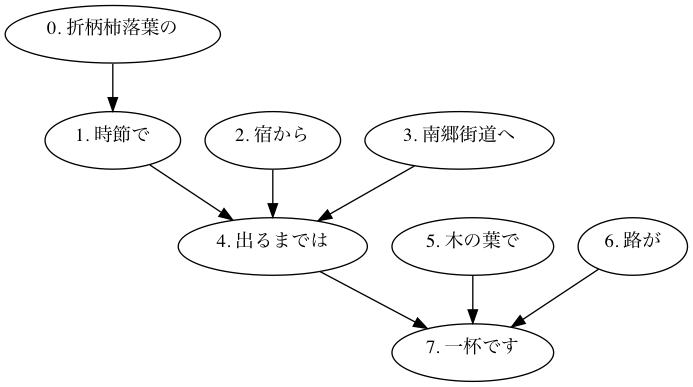 0. 折柄柿落葉の
1. 時節で
2. 宿から
3. 南郷街道へ
4. 出るまでは
5. 木の葉で
6. 路が
7. 一杯です